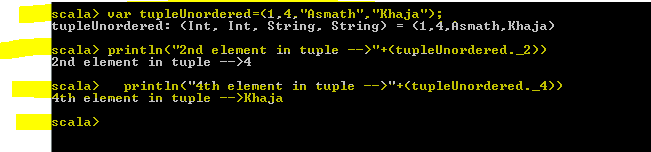 scala> var tupleUnordered=(1,4,"Asmath","Khaja");
tupleUnordered: (Int, Int, String, String) = (1,4,Asmath,Khaja)
scala> println("2nd element in tuple -->"+(tupleUnordered._2))
2nd element in tuple -->4
scala>   println("4th element in tuple -->"+(tupleUnordered._4))
4th element in tuple -->Khaja
scala>